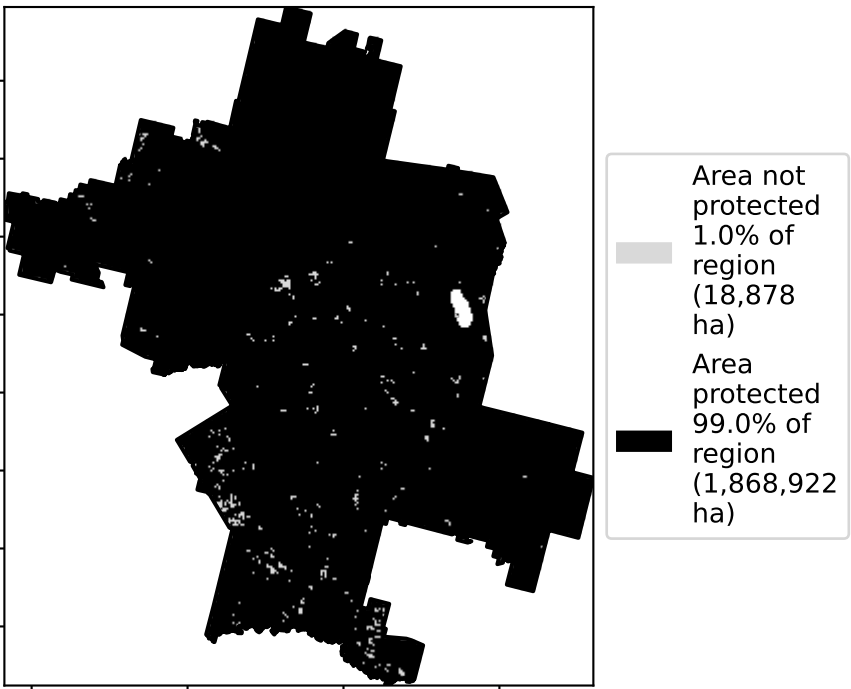 Area not
protected
1.0% of
region
(18,878
ha)
Area
protected
99.0% of
region
(1,868,922
ha)